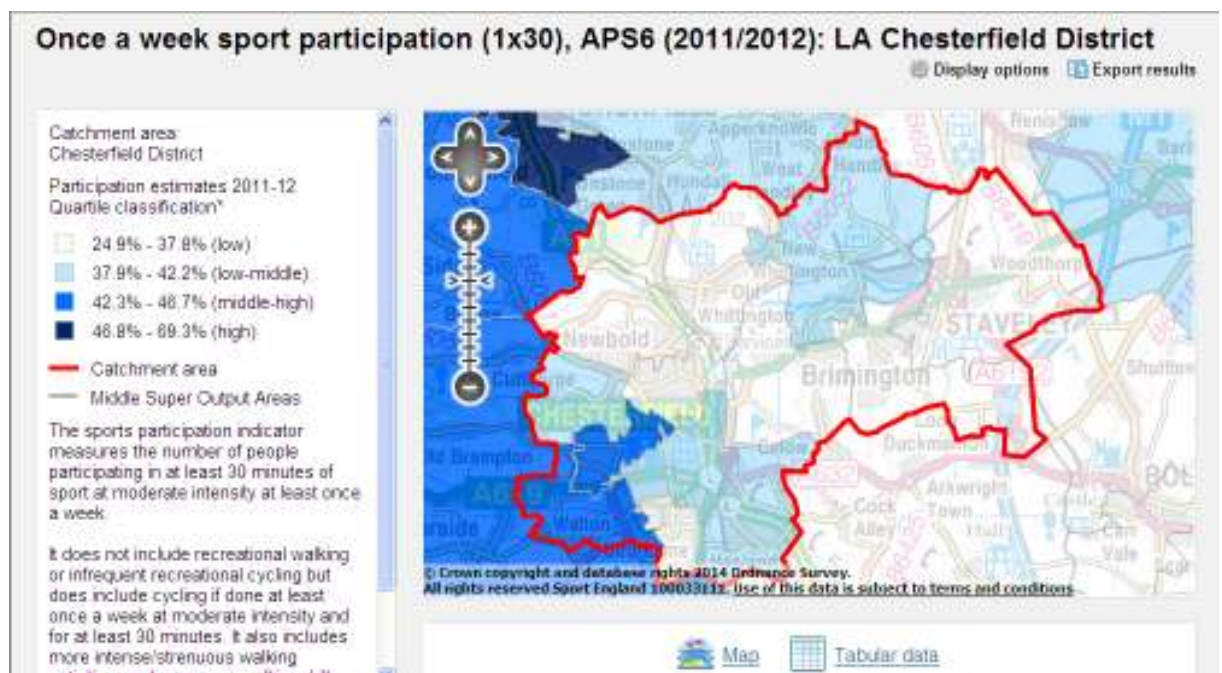 Once a week sport participation (1x30), APS6 (2011/2012): LA Chesterfield District
Display options Export results
Catchment area:
Chesterfield District
Participation estimates 2011-12
Quartile classification*
24.9% - 37.8% (low)
37.9% - 42.2% (low-middle)
42.3% - 46.7% (middle-high)
46.8% - 69.3% (high)
Catchment area
Middle Super Output Areas
The sports participation indicator
measures the number of people
participating in at least 30 minutes of
sport at moderate intensity at least once
a week.
It does not include recreational walking
or infrequent recreational cycling but
does include cycling if done at least
once a week at moderate intensity and
for at least 30 minutes. It also includes
more intense/strenuous walking
Apperknowle
New
Whittington
Old
Whittington
Woodthorpe
STAVELEY
Newbold
Brimington
CHESTERFIELD
Calow
Duckmanton
Brampton
Walton
Cock
Alley
Arkwright
Town
© Crown copyright and database rights 2014 Ordnance Survey.
All rights reserved Sport England 100033111. Use of this data is subject to terms and conditions
Map Tabular data